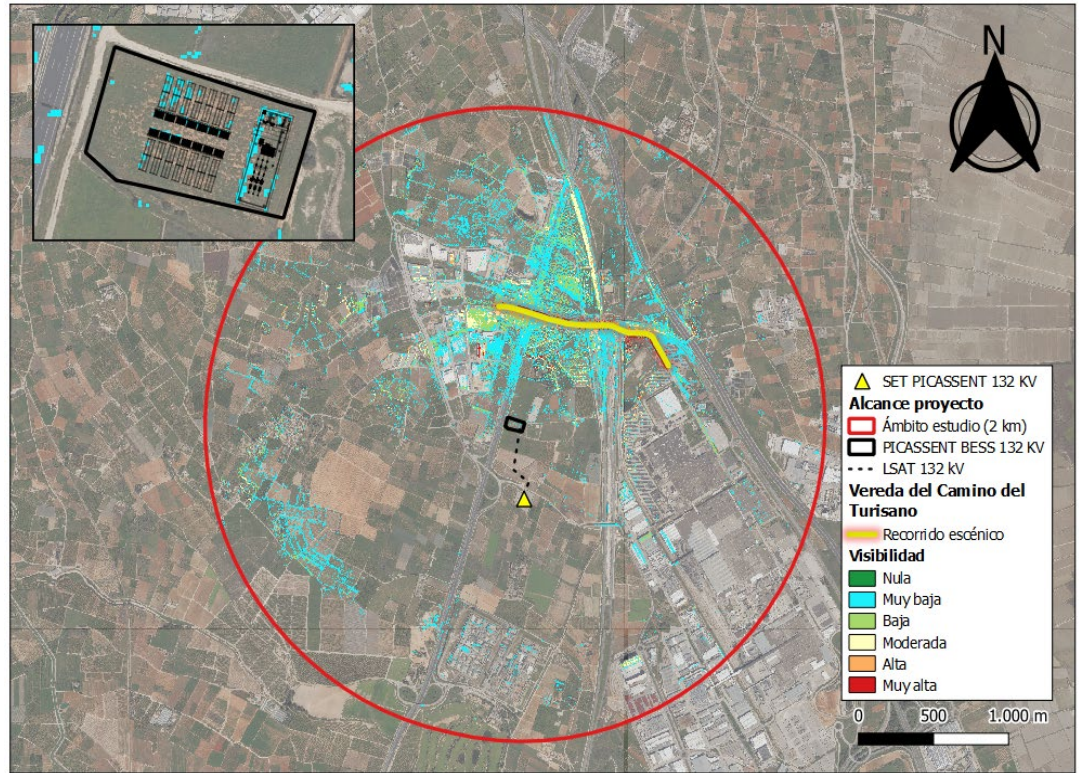 N
SET PICASSENT 132 KV
Alcance proyecto
Ámbito estudio (2 km)
PICASSENT BESS 132 KV
LSAT 132 kV
Vereda del Camino del
Turisano
Recorrido escénico
Visibilidad
Nula
Muy baja
Baja
Moderada
Alta
Muy alta
0 500 1.000 m